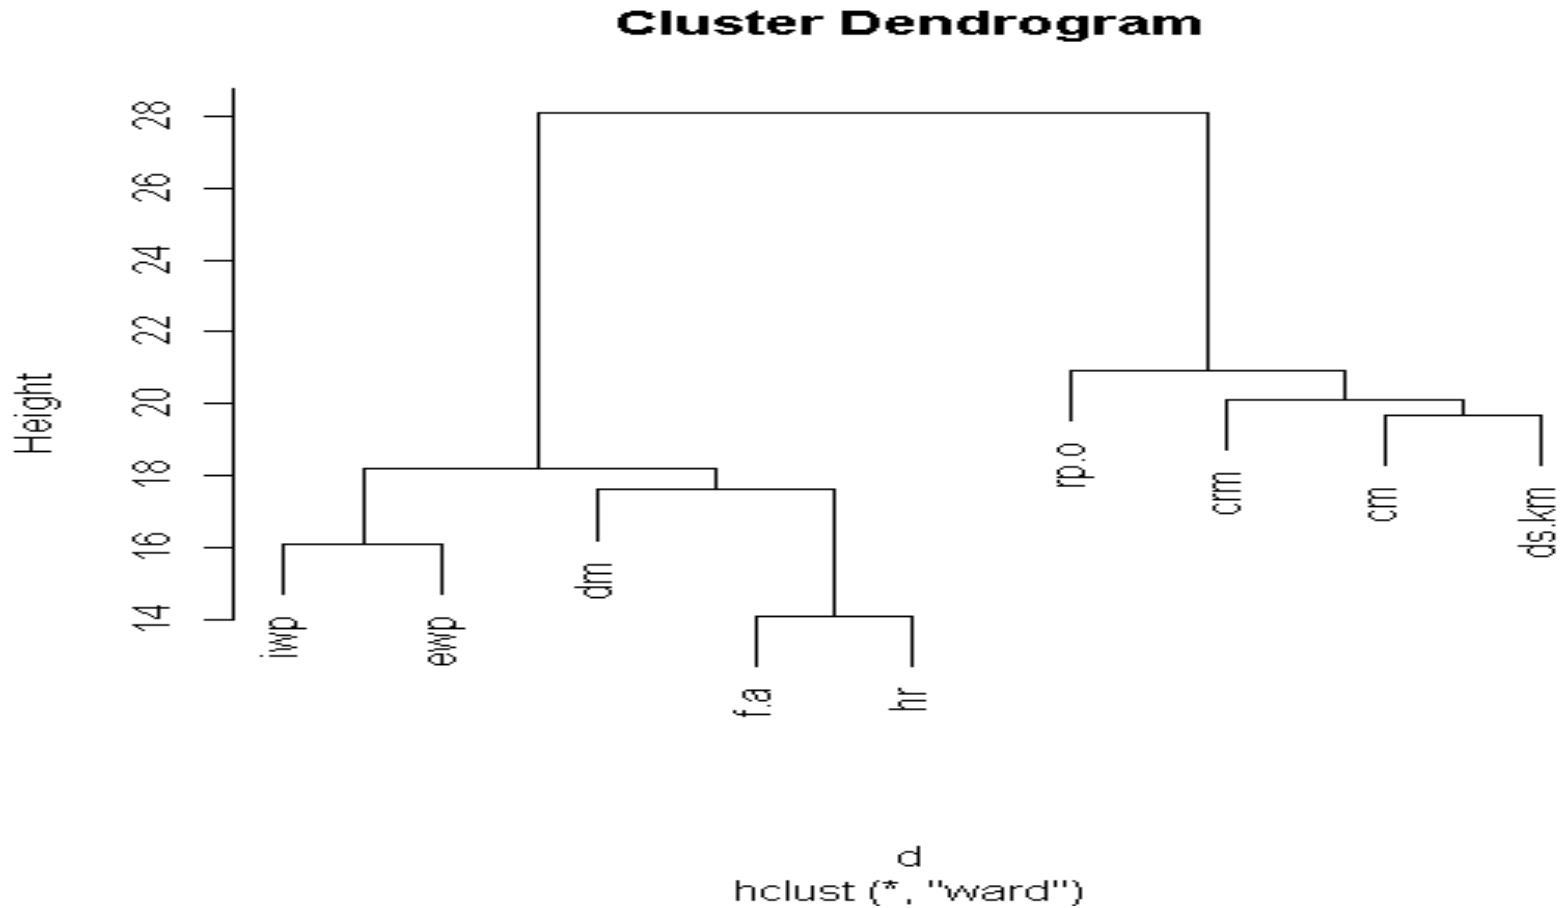 Cluster Dendrogram
Height
28
26
24
22
20
18
16
14
rp.o
crm
cm
ds.km
dm
iwp
ewp
f.a
hr
d
hclust (*, "ward")